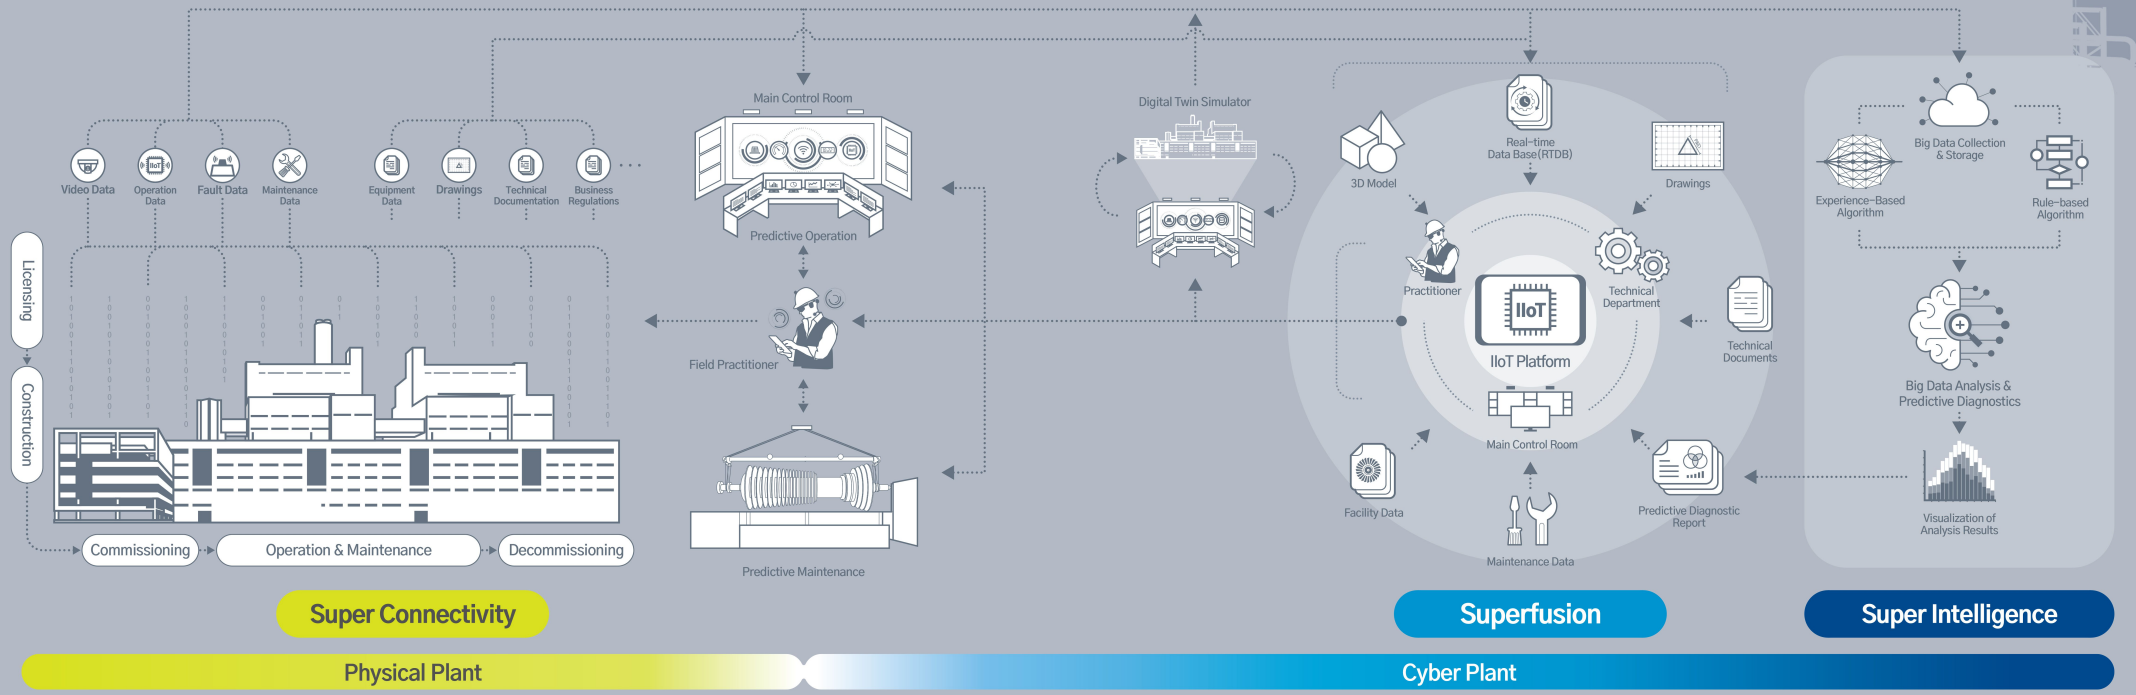 Video Data
Operation
Data
Fault Data
Maintenance
Data
Equipment
Data
Drawings
Technical
Documentation
Business
Regulations
Licensing
Construction
Commissioning
Operation & Maintenance
Decommissioning
Main Control Room
Predictive Operation
Field Practitioner
Predictive Maintenance
Digital Twin Simulator
Real-time
Data Base(RTDB)
3D Model
Drawings
Practitioner
Technical
Department
IIoT
IIoT Platform
Technical
Documents
Main Control Room
Facility Data
Maintenance Data
Predictive Diagnostic
Report
Big Data Collection
& Storage
Experience-Based
Algorithm
Rule-based
Algorithm
Big Data Analysis &
Predictive Diagnostics
Visualization of
Analysis Results
Super Connectivity
Superfusion
Super Intelligence
Physical Plant
Cyber Plant